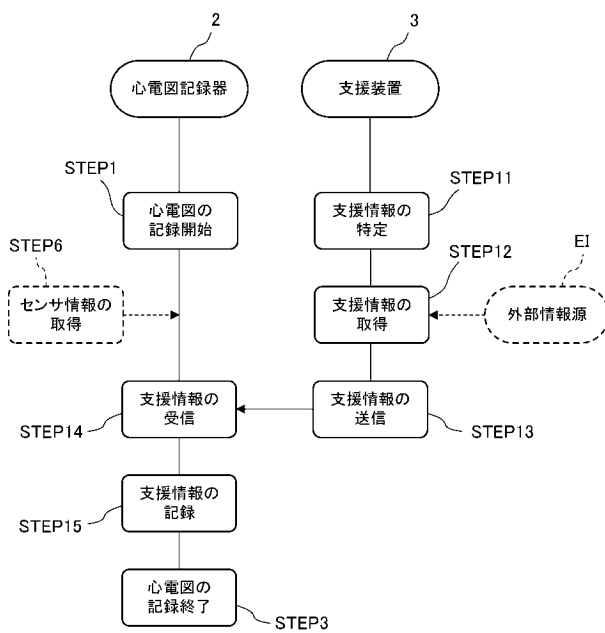 2
3
心電図記録器
支援装置
STEP1
STEP11
心電図の
記録開始
支援情報の
特定
STEP6
STEP12
EI
センサ情報の
取得
支援情報の
取得
外部情報源
支援情報の
受信
支援情報の
送信
STEP14
STEP13
支援情報の
記録
STEP15
心電図の
記録終了
STEP3